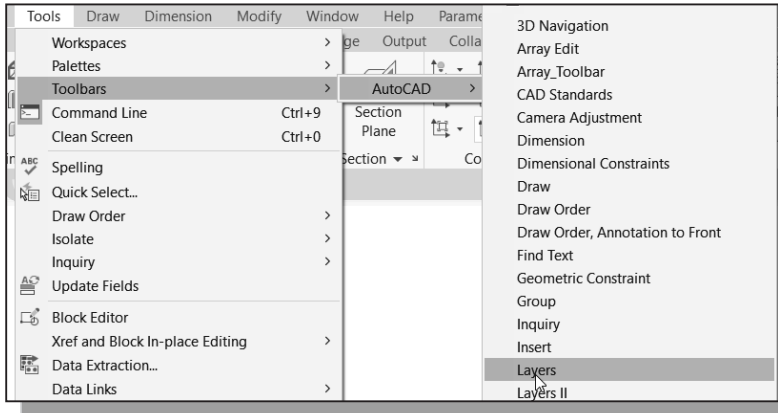 Tools Draw Dimension Modify Window Help
Output
Workspaces >
Palettes >
Toolbars >
Command Line Ctrl+9
Clean Screen Ctrl+0
ABC Spelling
Quick Select...
Draw Order >
Isolate >
Inquiry >
Update Fields
Block Editor
Xref and Block In-place Editing >
Data Extraction...
Data Links >
AutoCAD >
Section
Plane
3D Navigation
Array Edit
Array_Toolbar
CAD Standards
Camera Adjustment
Dimension
Dimensional Constraints
Draw
Draw Order
Draw Order, Annotation to Front
Find Text
Geometric Constraint
Group
Inquiry
Insert
Layers
Layers II